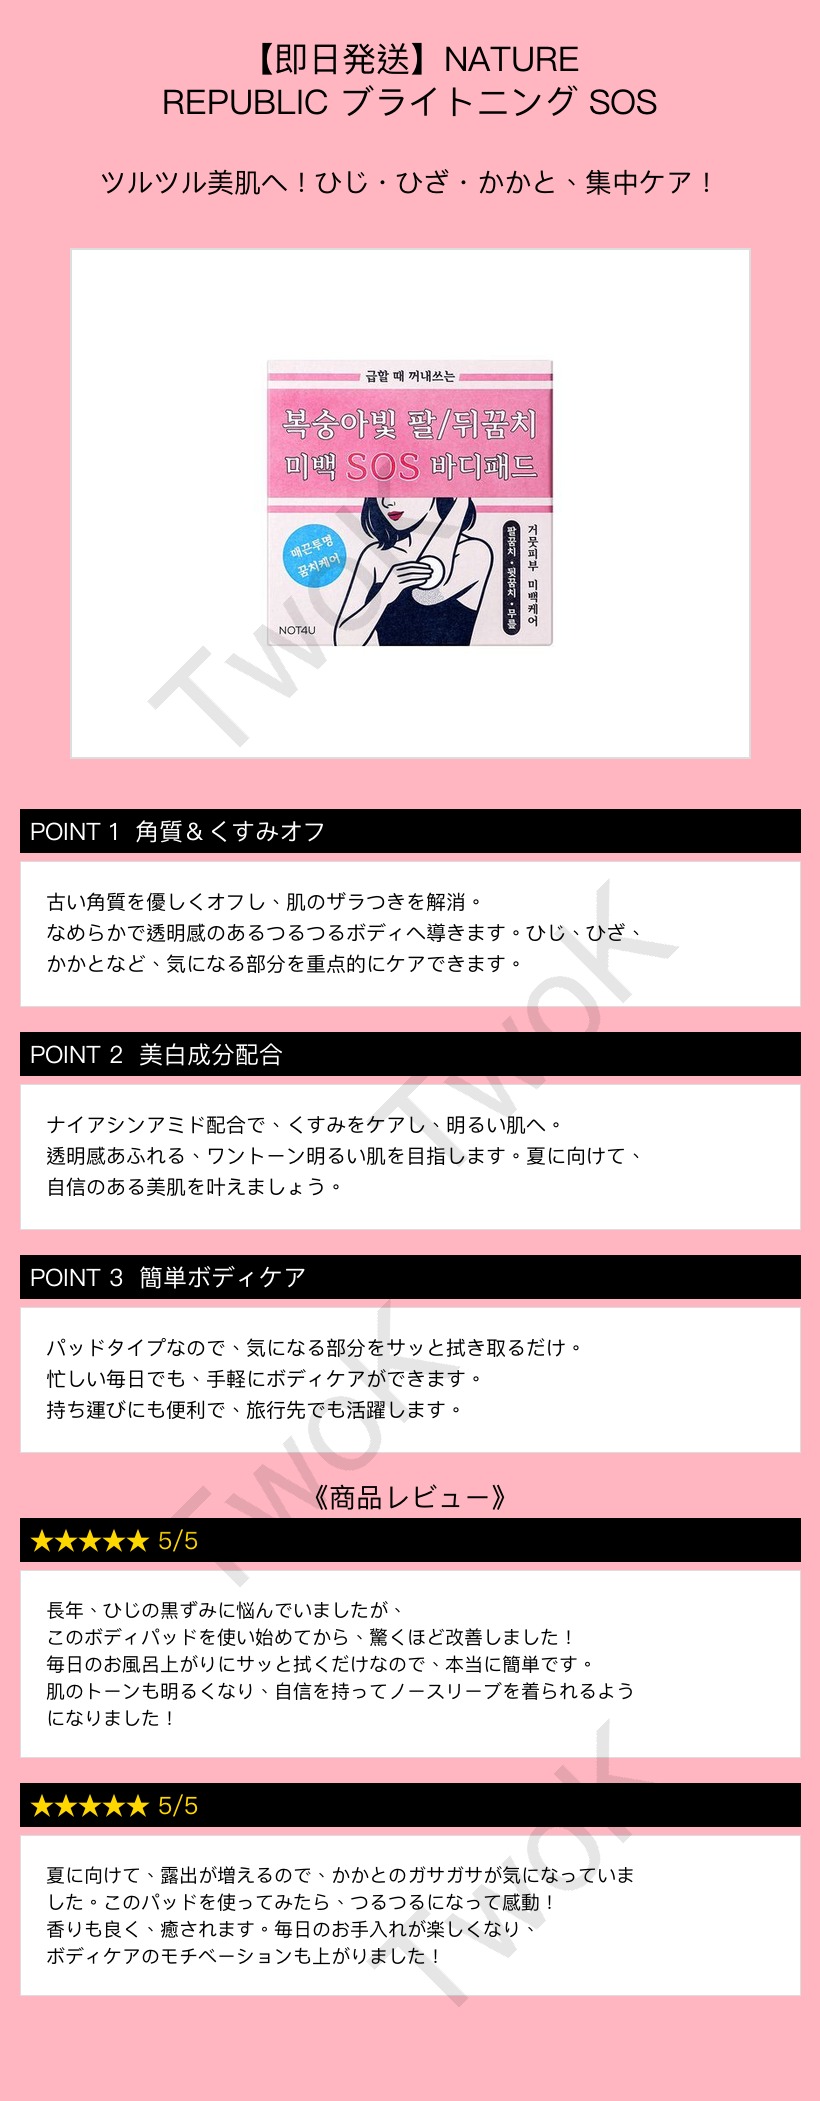 【即日発送】NATURE
REPUBLIC ブライトニング SOS
ツルツル美肌へ！ひじ・ひざ・かかと、集中ケア！
급할 때 꺼내쓰는
복숭아빛 팔/뒤꿈치
미백 SOS 바디패드
매끈투명
꿈치케어
팔꿈치・뒷꿈치・무릎
거뭇피부 미백케어
NOT4U
TwoK
POINT 1 角質＆くすみオフ
古い角質を優しくオフし、肌のザラつきを解消。
なめらかで透明感のあるつるつるボディへ導きます。ひじ、ひざ、
かかとなど、気になる部分を重点的にケアできます。
TwoK
POINT 2 美白成分配合
ナイアシンアミド配合で、くすみをケアし、明るい肌へ。
透明感あふれる、ワントーン明るい肌を目指します。夏に向けて、
自信のある美肌を叶えましょう。
POINT 3 簡単ボディケア
パッドタイプなので、気になる部分をサッと拭き取るだけ。
忙しい毎日でも、手軽にボディケアができます。
持ち運びにも便利で、旅行先でも活躍します。
TwoK
《商品レビュー》
★★★★★ 5/5
長年、ひじの黒ずみに悩んでいましたが、
このボディパッドを使い始めてから、驚くほど改善しました！
毎日のお風呂上がりにサッと拭くだけなので、本当に簡単です。
肌のトーンも明るくなり、自信を持ってノースリーブを着られるよう
になりました！
★★★★★ 5/5
夏に向けて、露出が増えるので、かかとのガサガサが気になっていま
した。このパッドを使ってみたら、つるつるになって感動！
香りも良く、癒されます。毎日のお手入れが楽しくなり、
ボディケアのモチベーションも上がりました！
TwoK